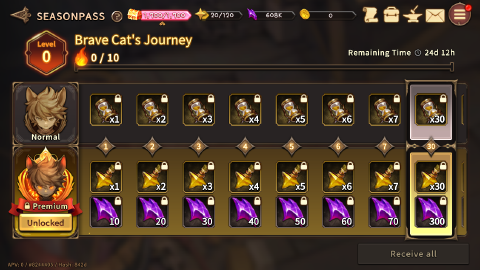 SEASONPASS ?
20/120
608K
0
Level
0
Brave Cat's Journey
0 / 10
Remaining Time 24d 12h
Normal
x1 x2 x3 x4 x5 x6 x7 x30
1 2 3 4 5 6 7 30
Premium
Unlocked
x1 x2 x3 x4 x5 x6 x7 x30
10 20 30 40 50 60 70 300
Receive all